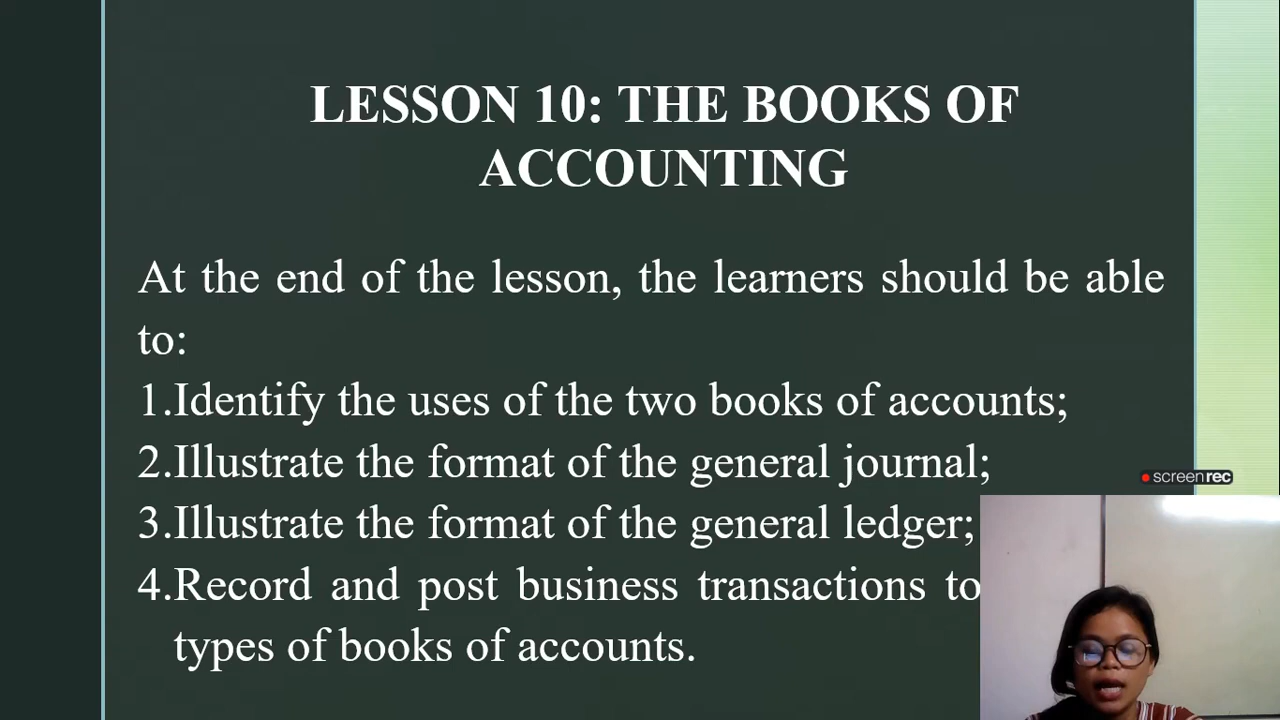 LESSON 10: THE BOOKS OF
ACCOUNTING
At the end of the lesson, the learners should be able
to:
1.Identify the uses of the two books of accounts;
2.Illustrate the format of the general journal;
screenrec
3.Illustrate the format of the general ledger;
4.Record and post business transactions to
types of books of accounts.